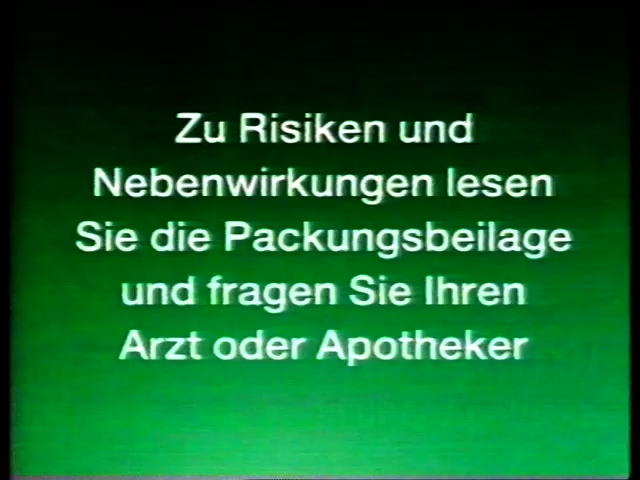 Zu Risiken und
Nebenwirkungen lesen
Sie die Packungsbeilage
und fragen Sie Ihren
Arzt oder Apotheker